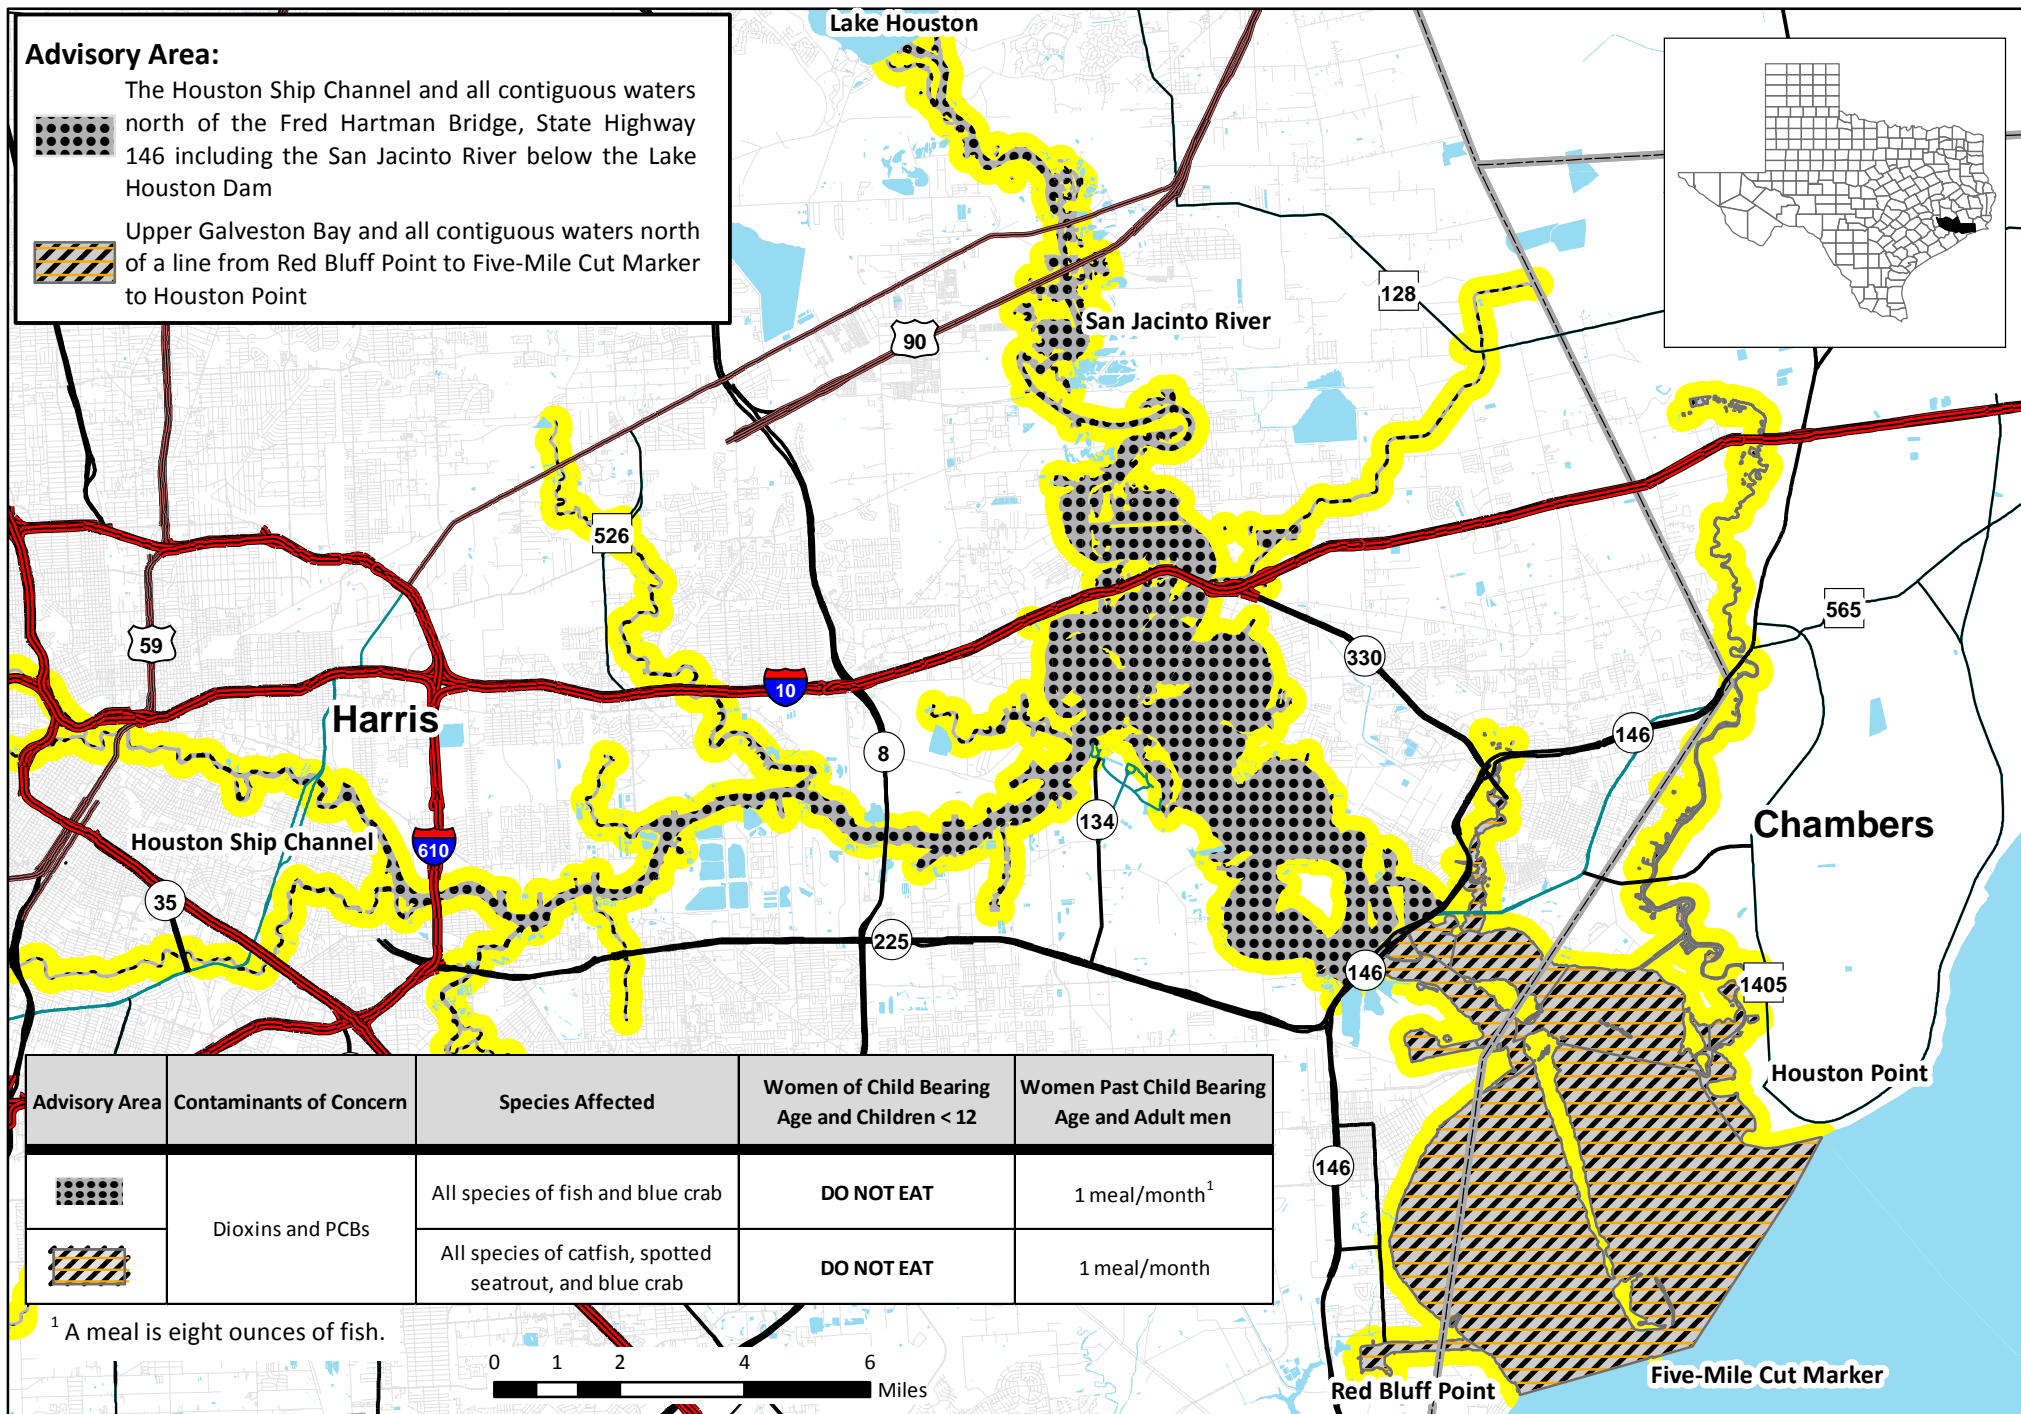 Advisory Area:
The Houston Ship Channel and all contiguous waters
north of the Fred Hartman Bridge, State Highway
146 including the San Jacinto River below the Lake
Houston Dam
Upper Galveston Bay and all contiguous waters north
of a line from Red Bluff Point to Five-Mile Cut Marker
to Houston Point
Lake Houston
128
San Jacinto River
90
526
59
565
330
10
Harris
146
8
134
Chambers
Houston Ship Channel
610
35
225
146
1405
Houston Point
146
Advisory Area
Contaminants of Concern
Species Affected
Women of Child Bearing
Age and Children < 12
Women Past Child Bearing
Age and Adult men
Dioxins and PCBs
All species of fish and blue crab
DO NOT EAT
1 meal/month1
All species of catfish, spotted
seatrout, and blue crab
DO NOT EAT
1 meal/month
1 A meal is eight ounces of fish.
0 1 2 4 6
Miles
Red Bluff Point
Five-Mile Cut Marker